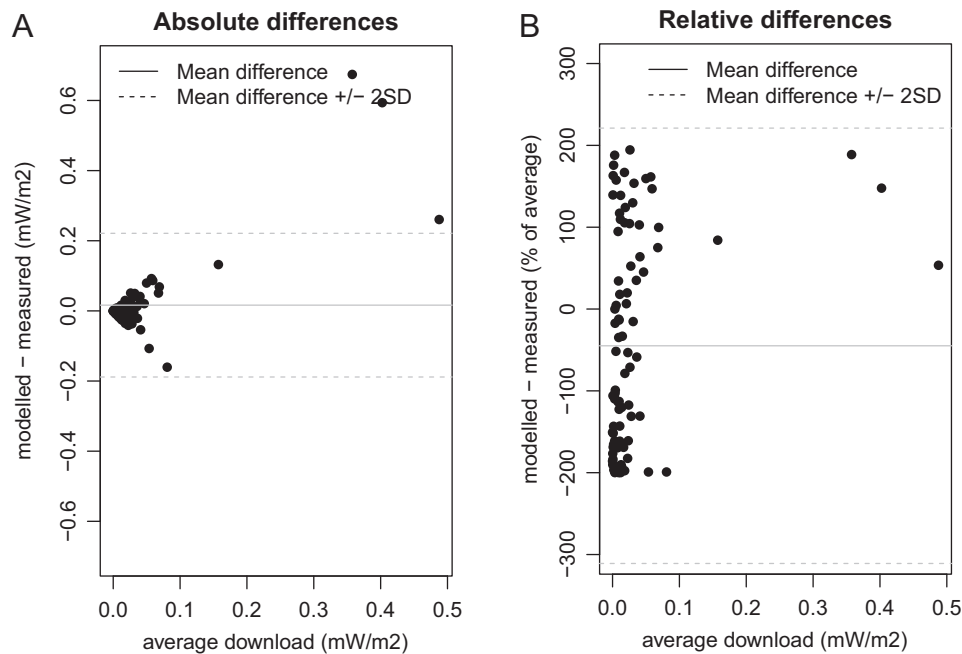 A
Absolute differences
Mean difference
Mean difference +/− 2SD
modelled − measured (mW/m2)
0.6
0.4
0.2
0.0
−0.2
−0.4
−0.6
0.0 0.1 0.2 0.3 0.4 0.5
average download (mW/m2)
B
Relative differences
Mean difference
Mean difference +/− 2SD
modelled − measured (% of average)
300
200
100
0
−100
−200
−300
0.0 0.1 0.2 0.3 0.4 0.5
average download (mW/m2)